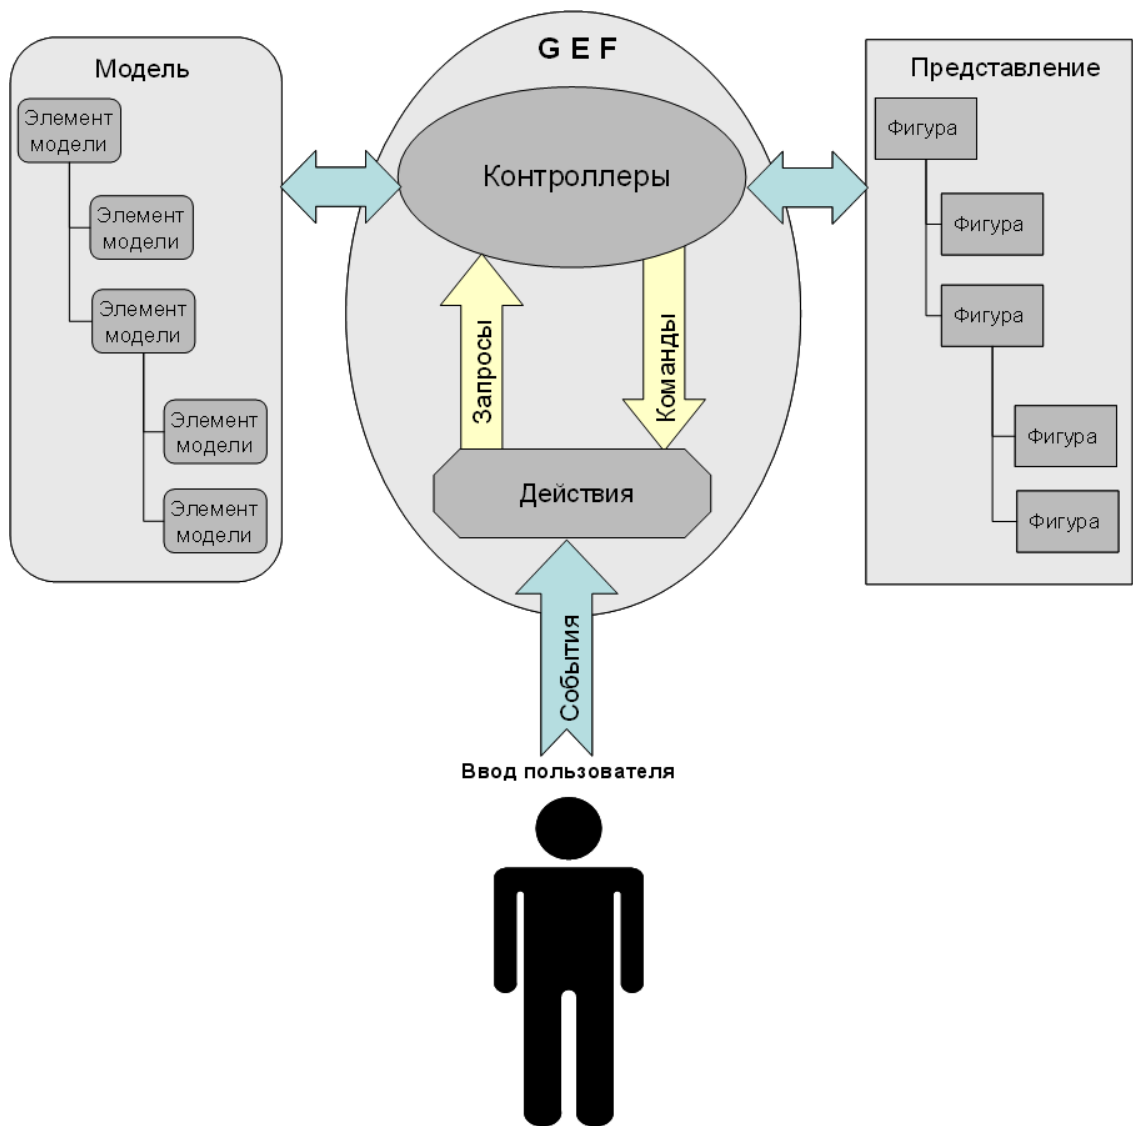 Модель
Элемент
модели
Элемент
модели
Элемент
модели
Элемент
модели
Элемент
модели
G E F
Контроллеры
Запросы
Команды
Действия
События
Ввод пользователя
Представление
Фигура
Фигура
Фигура
Фигура
Фигура